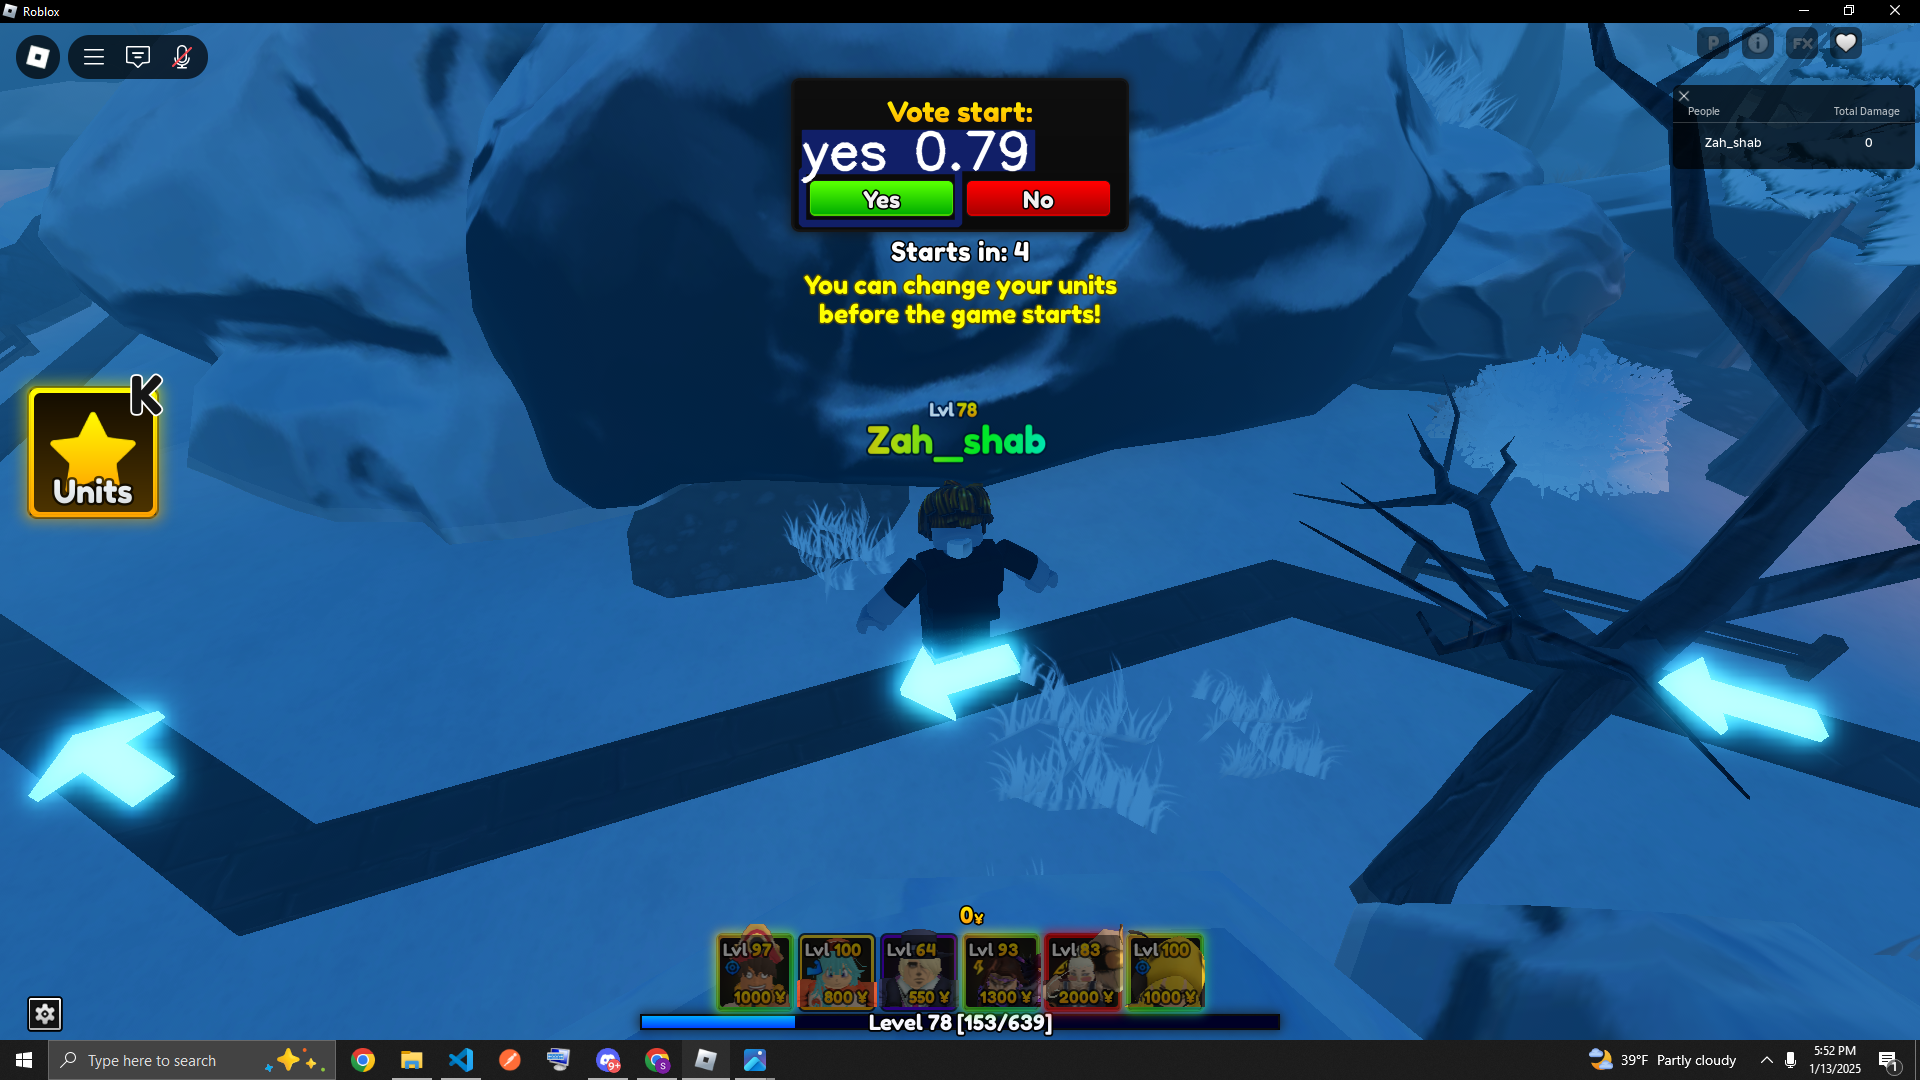 Roblox
P
FX
Vote start:
yes 0.79
Yes
No
Starts in: 4
You can change your units
before the game starts!
People
Total Damage
Zah_shab
0
K
Units
Lvl 78
Zah_shab
0¥
Lvl 97
1000 ¥
Lvl 100
800 ¥
Lvl 64
550 ¥
Lvl 93
1300 ¥
Lvl 83
2000 ¥
Lvl 100
1000 ¥
Level 78 [153/639]
Type here to search
9+
S
39°F Partly cloudy
5:52 PM
1/13/2025
1